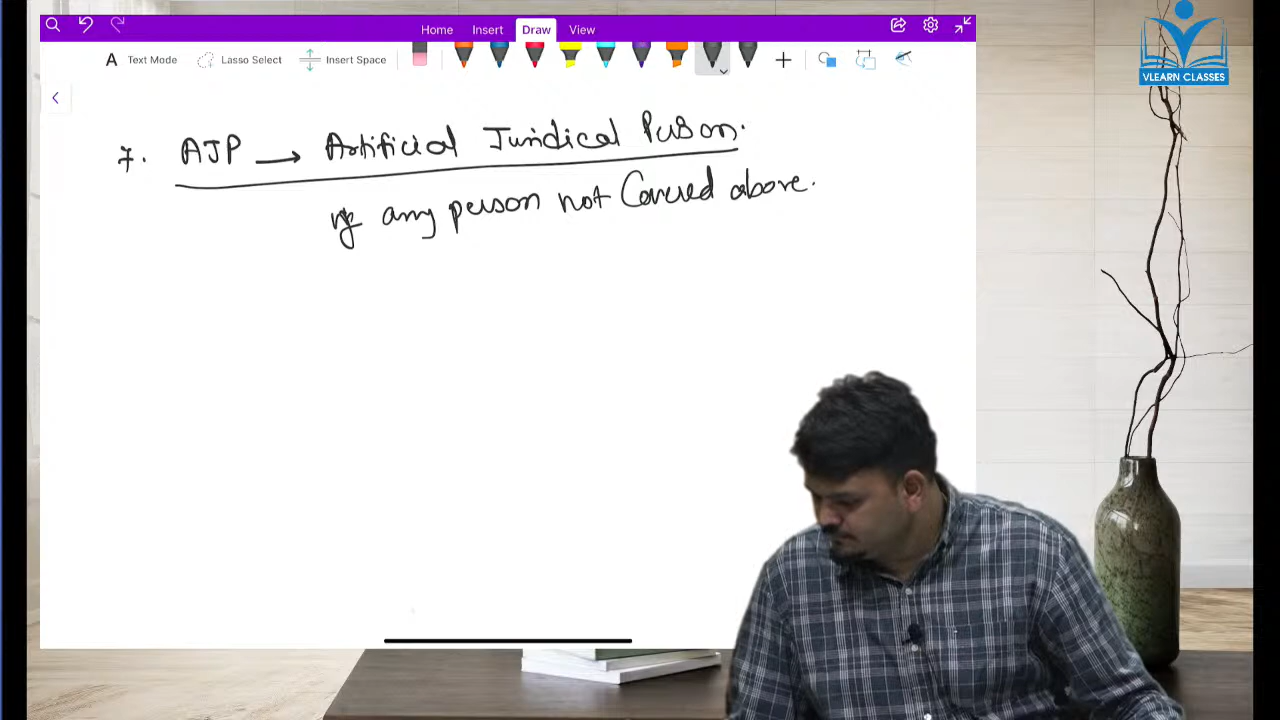 Home Insert Draw View
VLEARN CLASSES
A Text Mode Lasso Select Insert Space
7. AJP → Artificial Juridical Person.
any person not Covered above.